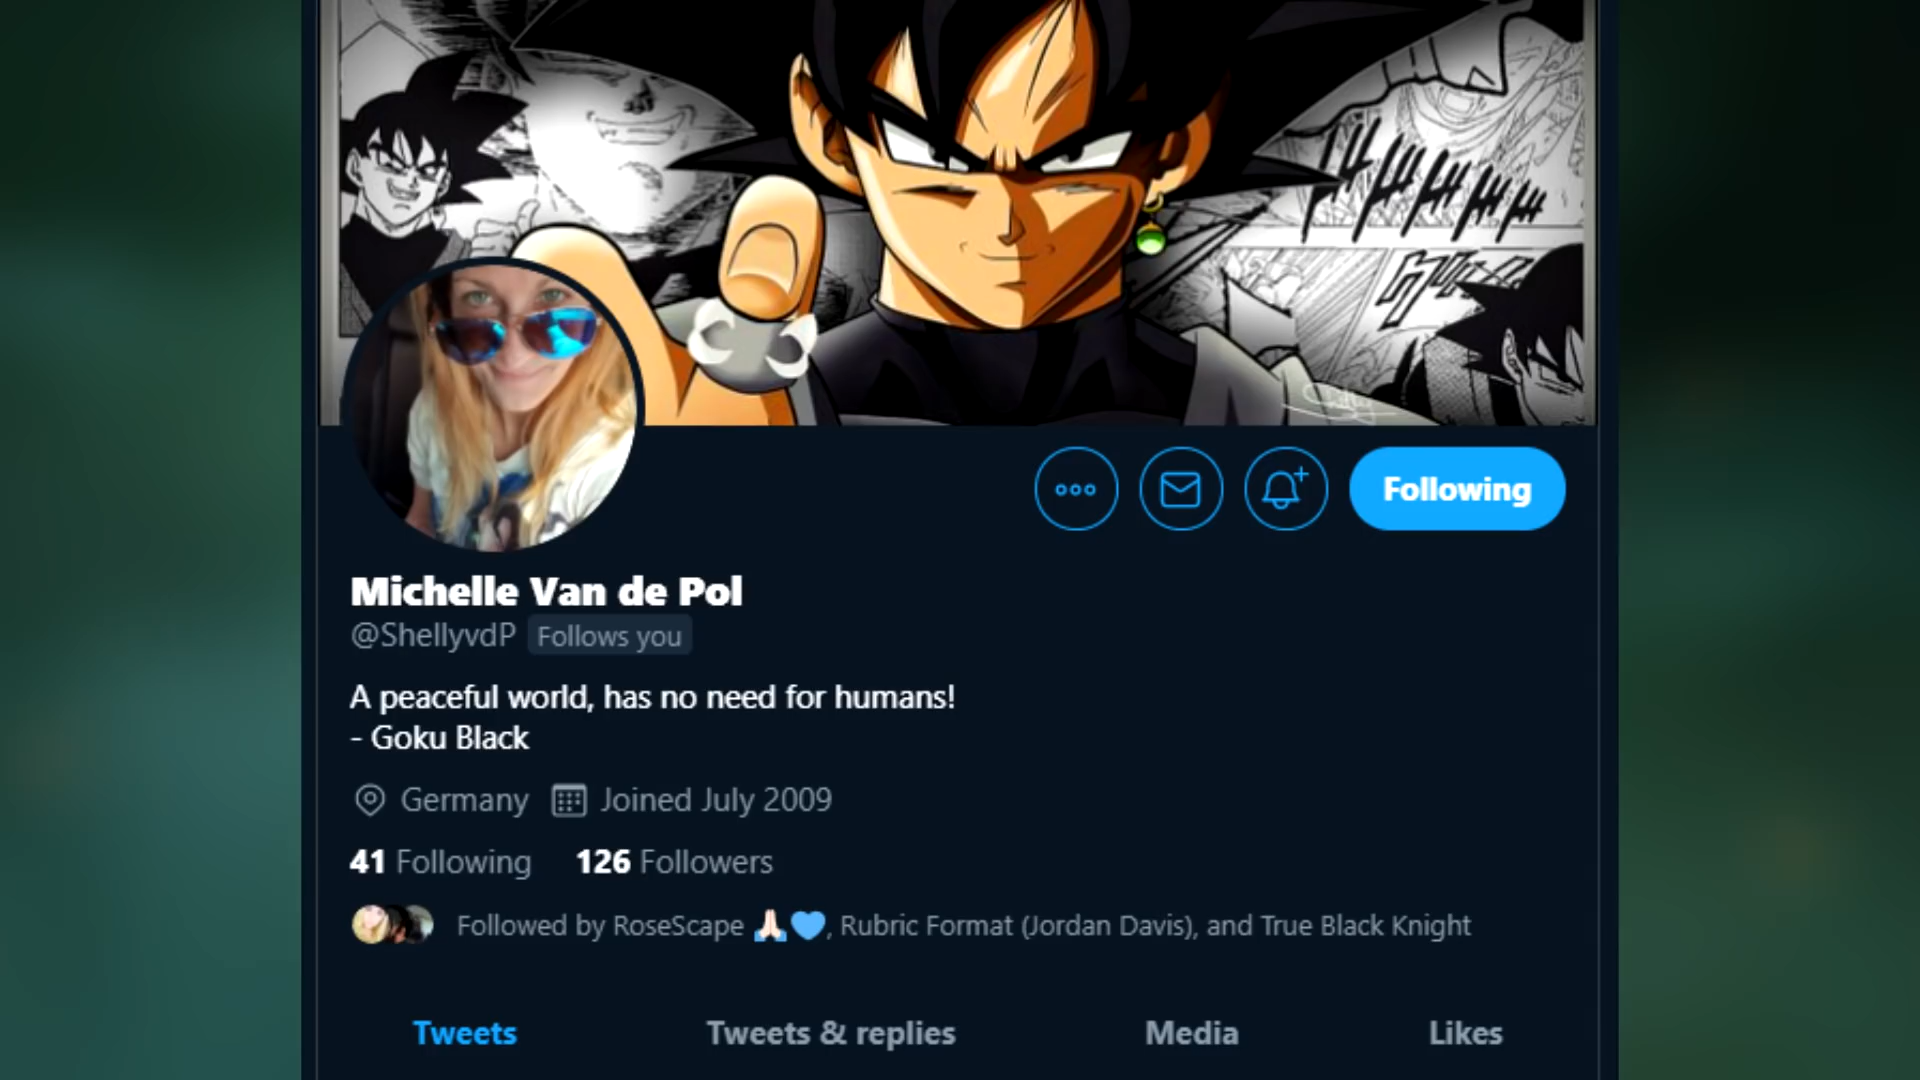 Following
Michelle Van de Pol
@ShellyvdP Follows you
A peaceful world, has no need for humans!
- Goku Black
Germany Joined July 2009
41 Following 126 Followers
Followed by RoseScape 🙏🏻💙, Rubric Format (Jordan Davis), and True Black Knight
Tweets Tweets & replies Media Likes